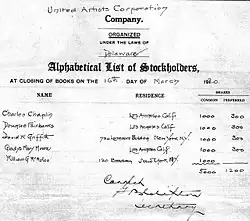 United Artists Corporation
Company.
ORGANIZED
UNDER THE LAWS OF
Delaware
Alphabetical List of Stockholders,
AT CLOSING OF BOOKS ON THE 16th DAY OF March 1920.
NAME RESIDENCE SHARES
COMMON PREFERRED
Charles Chaplin Los Angeles Calif 1000 300
Douglas Fairbanks Los Angeles Calif 1000 300
David W. Griffith New York N.Y. 1000 300
Gladys Mary Moore Los Angeles Calif 1000 300
William G. McAdoo 120 Broadway New York N.Y. 1000
5000 1200
Secretary